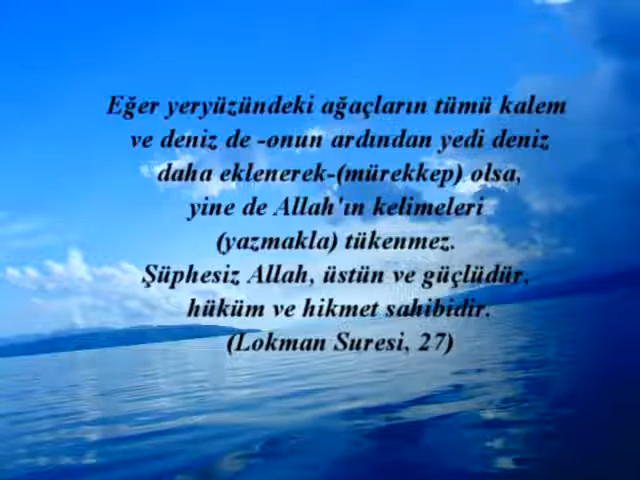 Eğer yeryüzündeki ağaçların tümü kalem
ve deniz de -onun ardından yedi deniz
daha eklenerek-(mürekkep) olsa,
yine de Allah'ın kelimeleri
(yazmakla) tükenmez.
Şüphesiz Allah, üstün ve güçlüdür,
hüküm ve hikmet sahibidir.
(Lokman Suresi, 27)